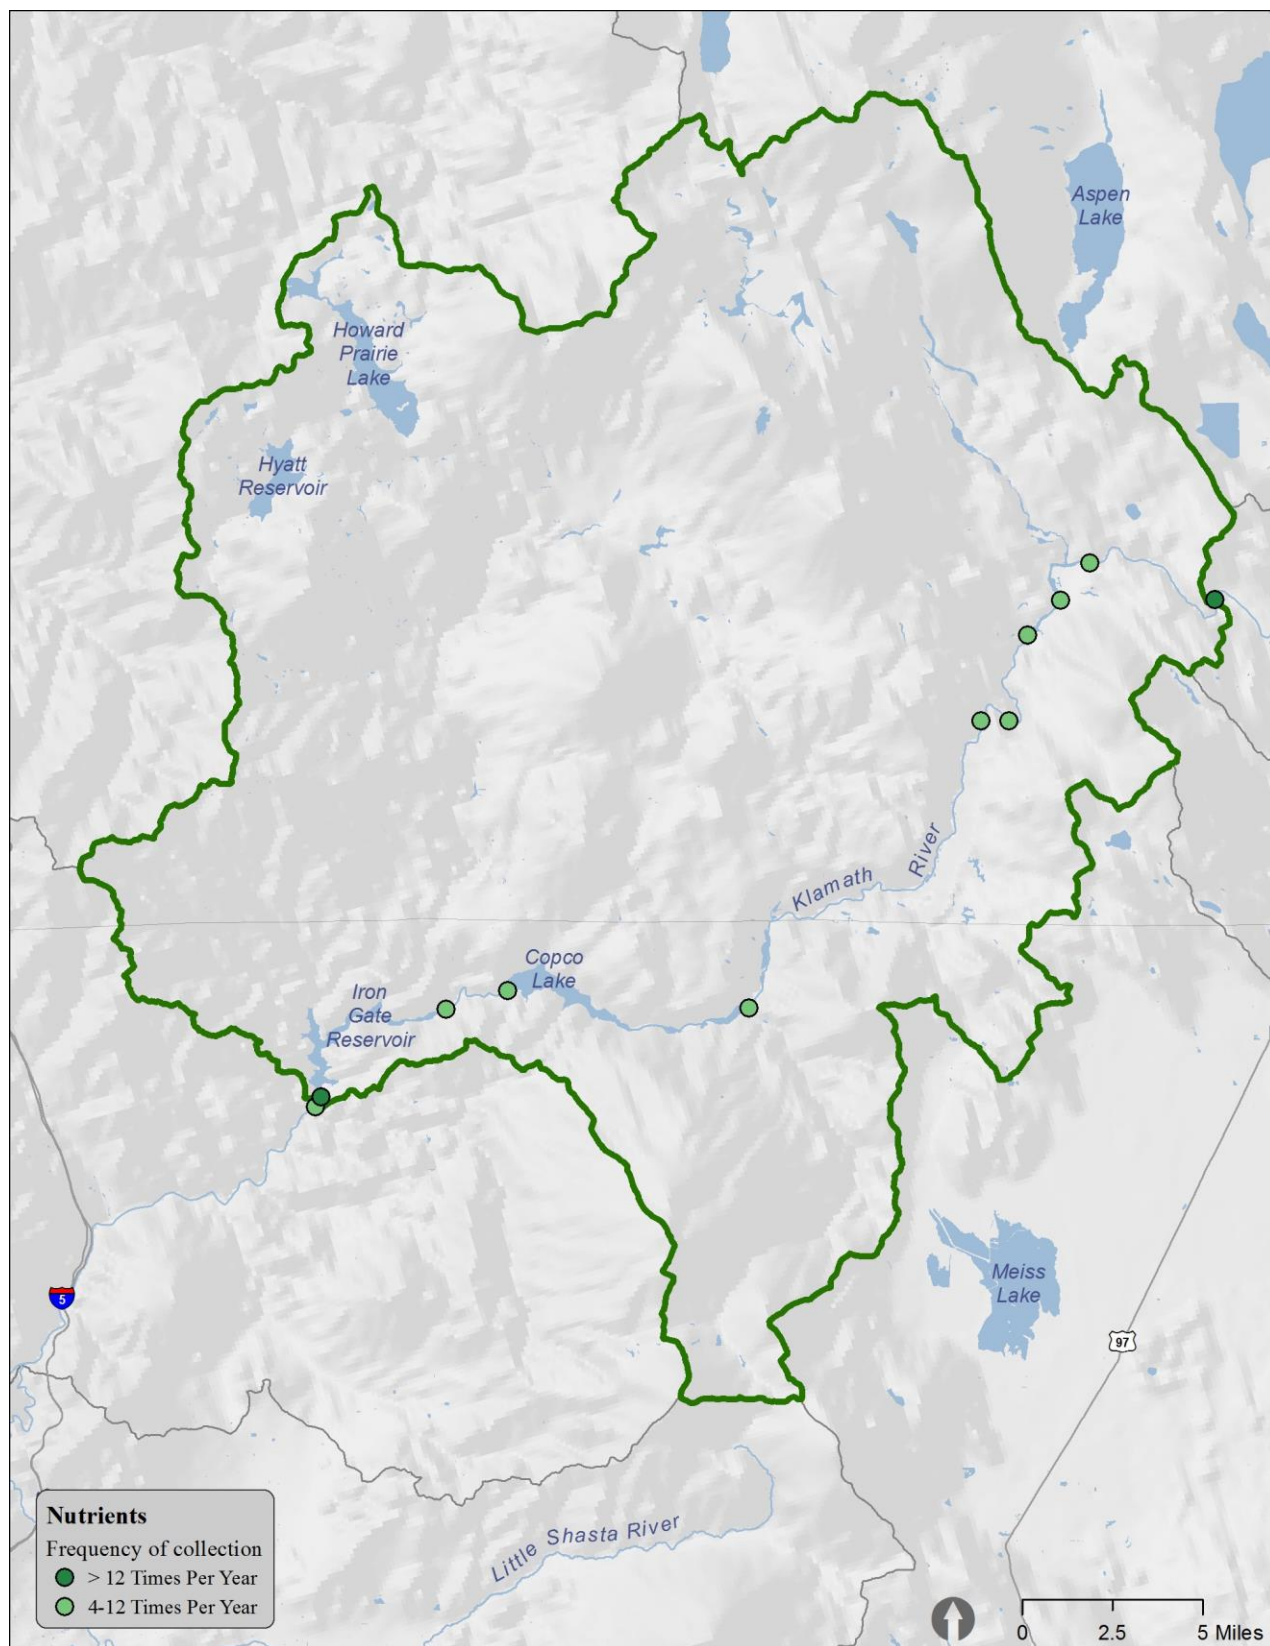 Aspen
Lake
Howard
Prairie
Lake
Hyatt
Reservoir
Klamath River
Copco
Lake
Iron
Gate
Reservoir
Meiss
Lake
5
97
Little Shasta River
Nutrients
Frequency of collection
> 12 Times Per Year
4-12 Times Per Year
0 2.5 5 Miles